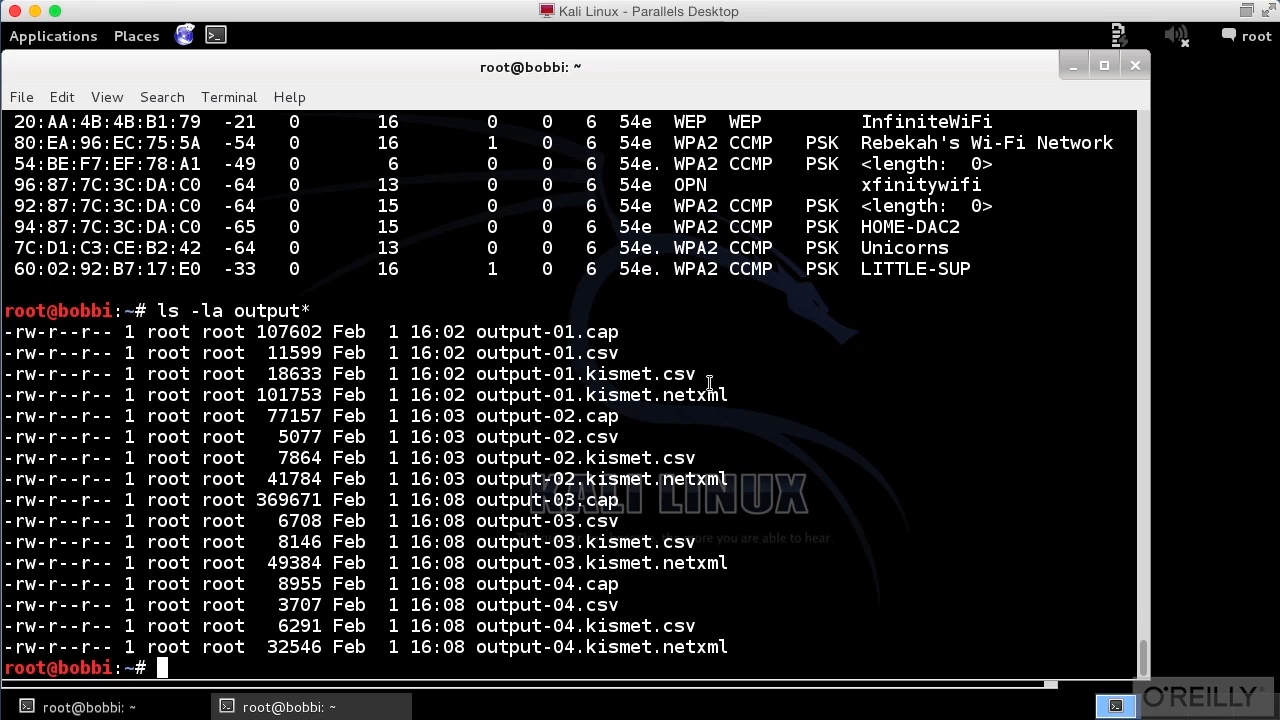 Kali Linux - Parallels Desktop
Applications Places root
root@bobbi: ~
File Edit View Search Terminal Help
20:AA:4B:4B:B1:79 -21 0 16 0 0 6 54e WEP WEP InfiniteWiFi
80:EA:96:EC:75:5A -54 0 16 1 0 6 54e WPA2 CCMP PSK Rebekah's Wi-Fi Network
54:BE:F7:EF:78:A1 -49 0 6 0 0 6 54e. WPA2 CCMP PSK <length: 0>
96:87:7C:3C:DA:C0 -64 0 13 0 0 6 54e OPN xfinitywifi
92:87:7C:3C:DA:C0 -64 0 15 0 0 6 54e. WPA2 CCMP PSK <length: 0>
94:87:7C:3C:DA:C0 -65 0 15 0 0 6 54e. WPA2 CCMP PSK HOME-DAC2
7C:D1:C3:CE:B2:42 -64 0 13 0 0 6 54e. WPA2 CCMP PSK Unicorns
60:02:92:B7:17:E0 -33 0 16 1 0 6 54e. WPA2 CCMP PSK LITTLE-SUP
root@bobbi:~# ls -la output*
-rw-r--r-- 1 root root 107602 Feb 1 16:02 output-01.cap
-rw-r--r-- 1 root root 11599 Feb 1 16:02 output-01.csv
-rw-r--r-- 1 root root 18633 Feb 1 16:02 output-01.kismet.csv
-rw-r--r-- 1 root root 101753 Feb 1 16:02 output-01.kismet.netxml
-rw-r--r-- 1 root root 77157 Feb 1 16:03 output-02.cap
-rw-r--r-- 1 root root 5077 Feb 1 16:03 output-02.csv
-rw-r--r-- 1 root root 7864 Feb 1 16:03 output-02.kismet.csv
-rw-r--r-- 1 root root 41784 Feb 1 16:03 output-02.kismet.netxml
KALI LINUX
-rw-r--r-- 1 root root 369671 Feb 1 16:08 output-03.cap
-rw-r--r-- 1 root root 6708 Feb 1 16:08 output-03.csv
-rw-r--r-- 1 root root 8146 Feb 1 16:08 output-03.kismet.csv
more you are able to hear.
-rw-r--r-- 1 root root 49384 Feb 1 16:08 output-03.kismet.netxml
-rw-r--r-- 1 root root 8955 Feb 1 16:08 output-04.cap
-rw-r--r-- 1 root root 3707 Feb 1 16:08 output-04.csv
-rw-r--r-- 1 root root 6291 Feb 1 16:08 output-04.kismet.csv
-rw-r--r-- 1 root root 32546 Feb 1 16:08 output-04.kismet.netxml
root@bobbi:~#
root@bobbi: ~ root@bobbi: ~
O'REILLY